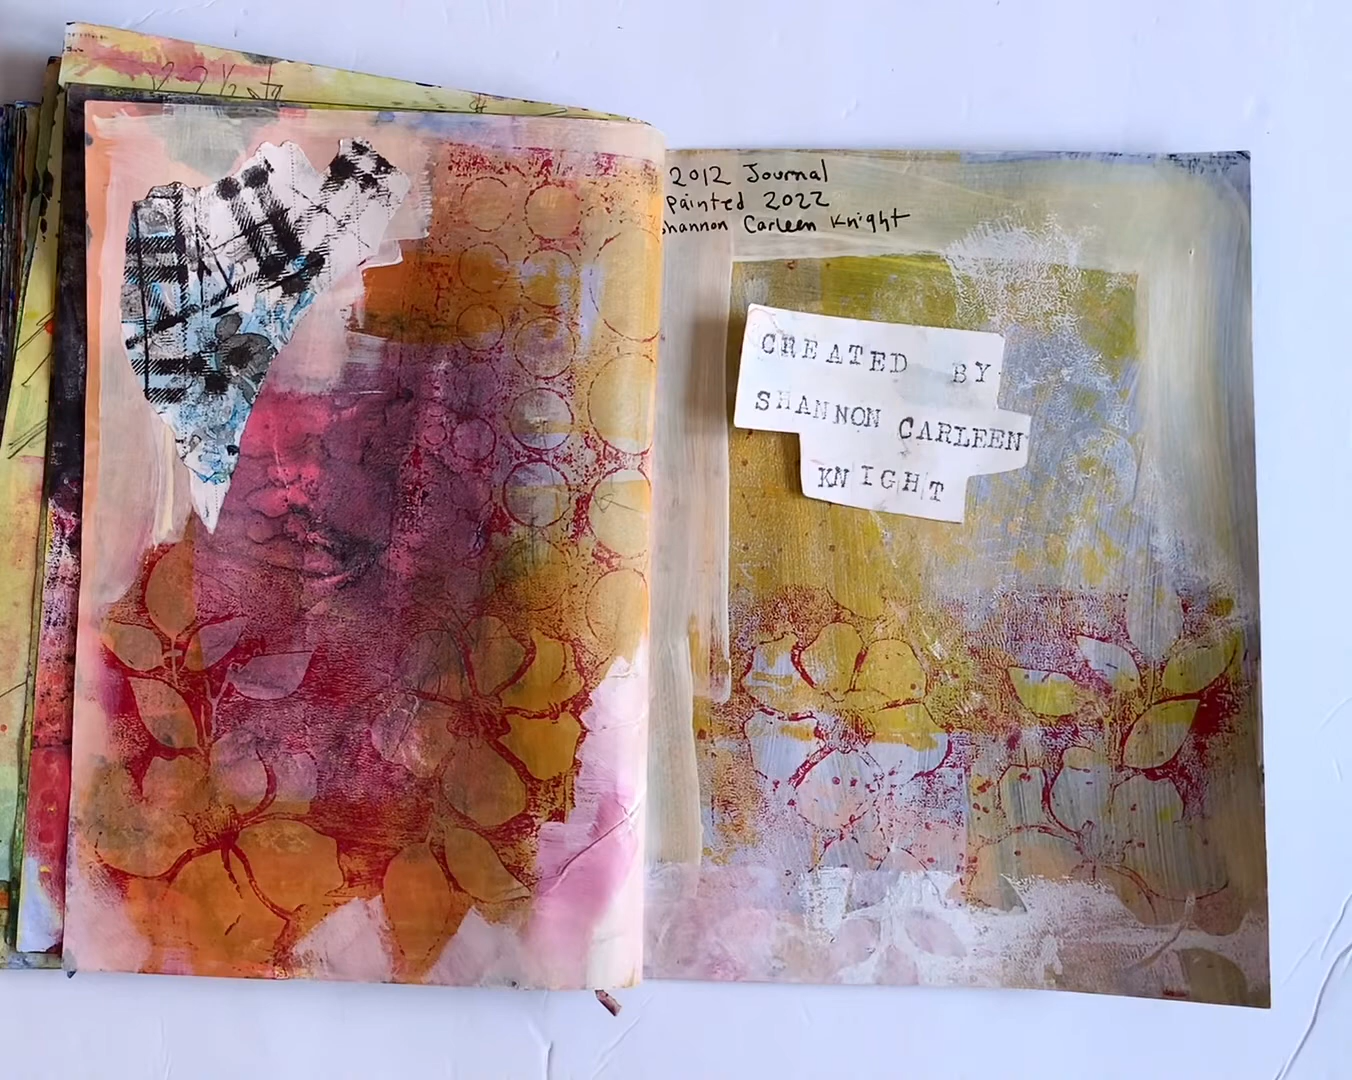 2012 Journal
painted 2022
Shannon Carleen Knight
CREATED BY
SHANNON CARLEEN
KNIGHT